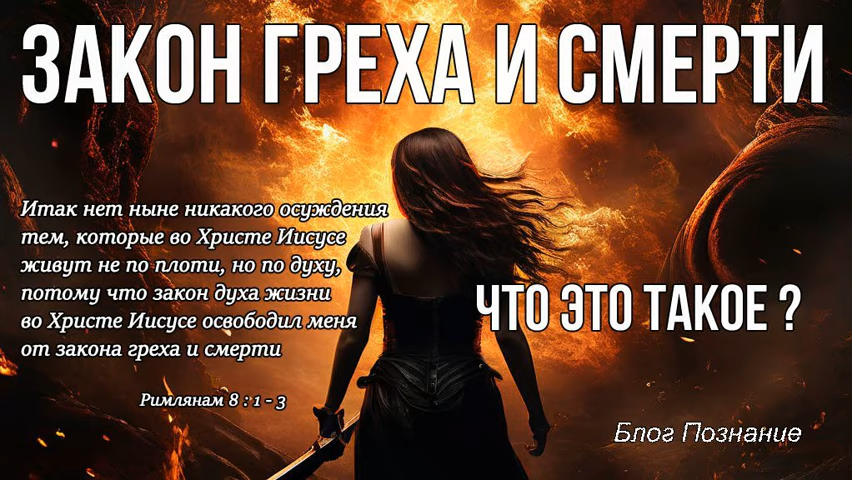 ЗАКОН ГРЕХА И СМЕРТИ
Итак нет ныне никакого осуждения
тем, которые во Христе Иисусе
живут не по плоти, но по духу,
потому что закон духа жизни
во Христе Иисусе освободил меня
от закона греха и смерти
Римлянам 8 : 1 - 3
ЧТО ЭТО ТАКОЕ ?
Блог Познание